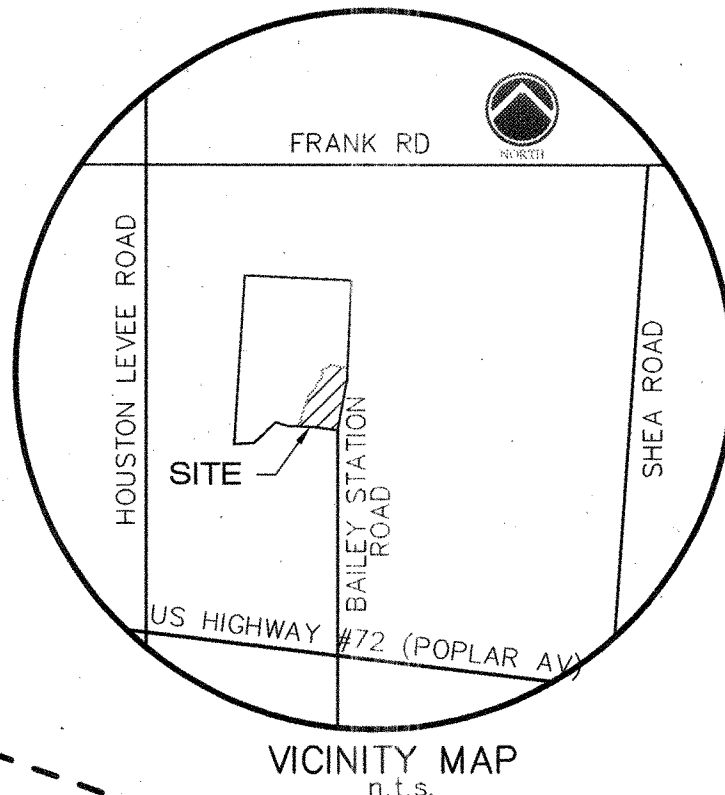 FRANK RD
NORTH
HOUSTON LEVEE ROAD
SHEA ROAD
SITE
BAILEY STATION
ROAD
US HIGHWAY #72 (POPLAR AV)
VICINITY MAP
n.t.s.